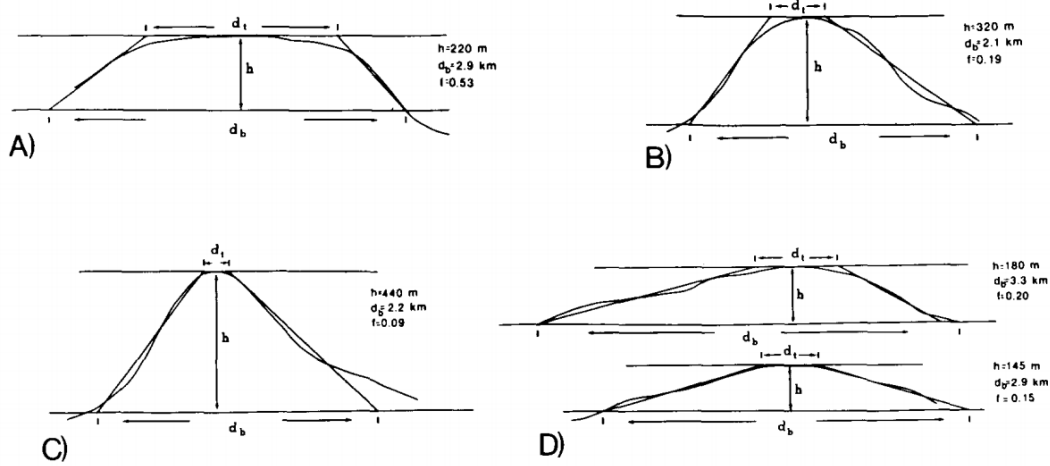 d_t
h
d_b
h=220 m
d_b=2.9 km
f=0.53
A)
d_t
h
d_b
h=320 m
d_b=2.1 km
f=0.19
B)
d_t
h
d_b
h=440 m
d_b=2.2 km
f=0.09
C)
d_t
h
d_b
h=180 m
d_b=3.3 km
f=0.20
d_t
h
d_b
h=145 m
d_b=2.9 km
f=0.15
D)